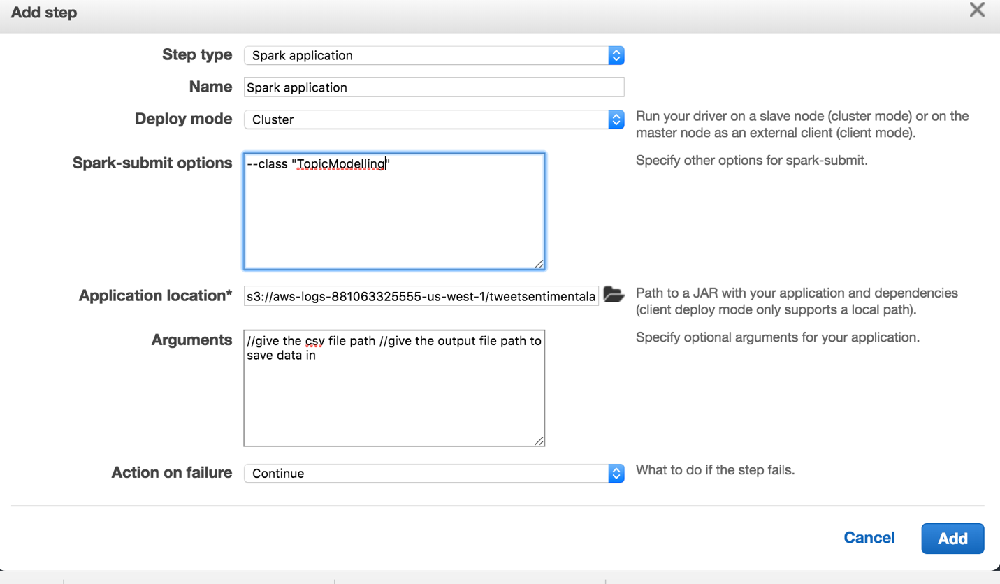 Add step
Step type
Spark application
Name
Spark application
Deploy mode
Cluster
Run your driver on a slave node (cluster mode) or on the
master node as an external client (client mode).
Spark-submit options
--class "TopicModelling"
Specify other options for spark-submit.
Application location*
s3://aws-logs-881063325555-us-west-1/tweetsentimentala
Path to a JAR with your application and dependencies
(client deploy mode only supports a local path).
Arguments
//give the csv file path //give the output file path to
save data in
Specify optional arguments for your application.
Action on failure
Continue
What to do if the step fails.
Cancel
Add